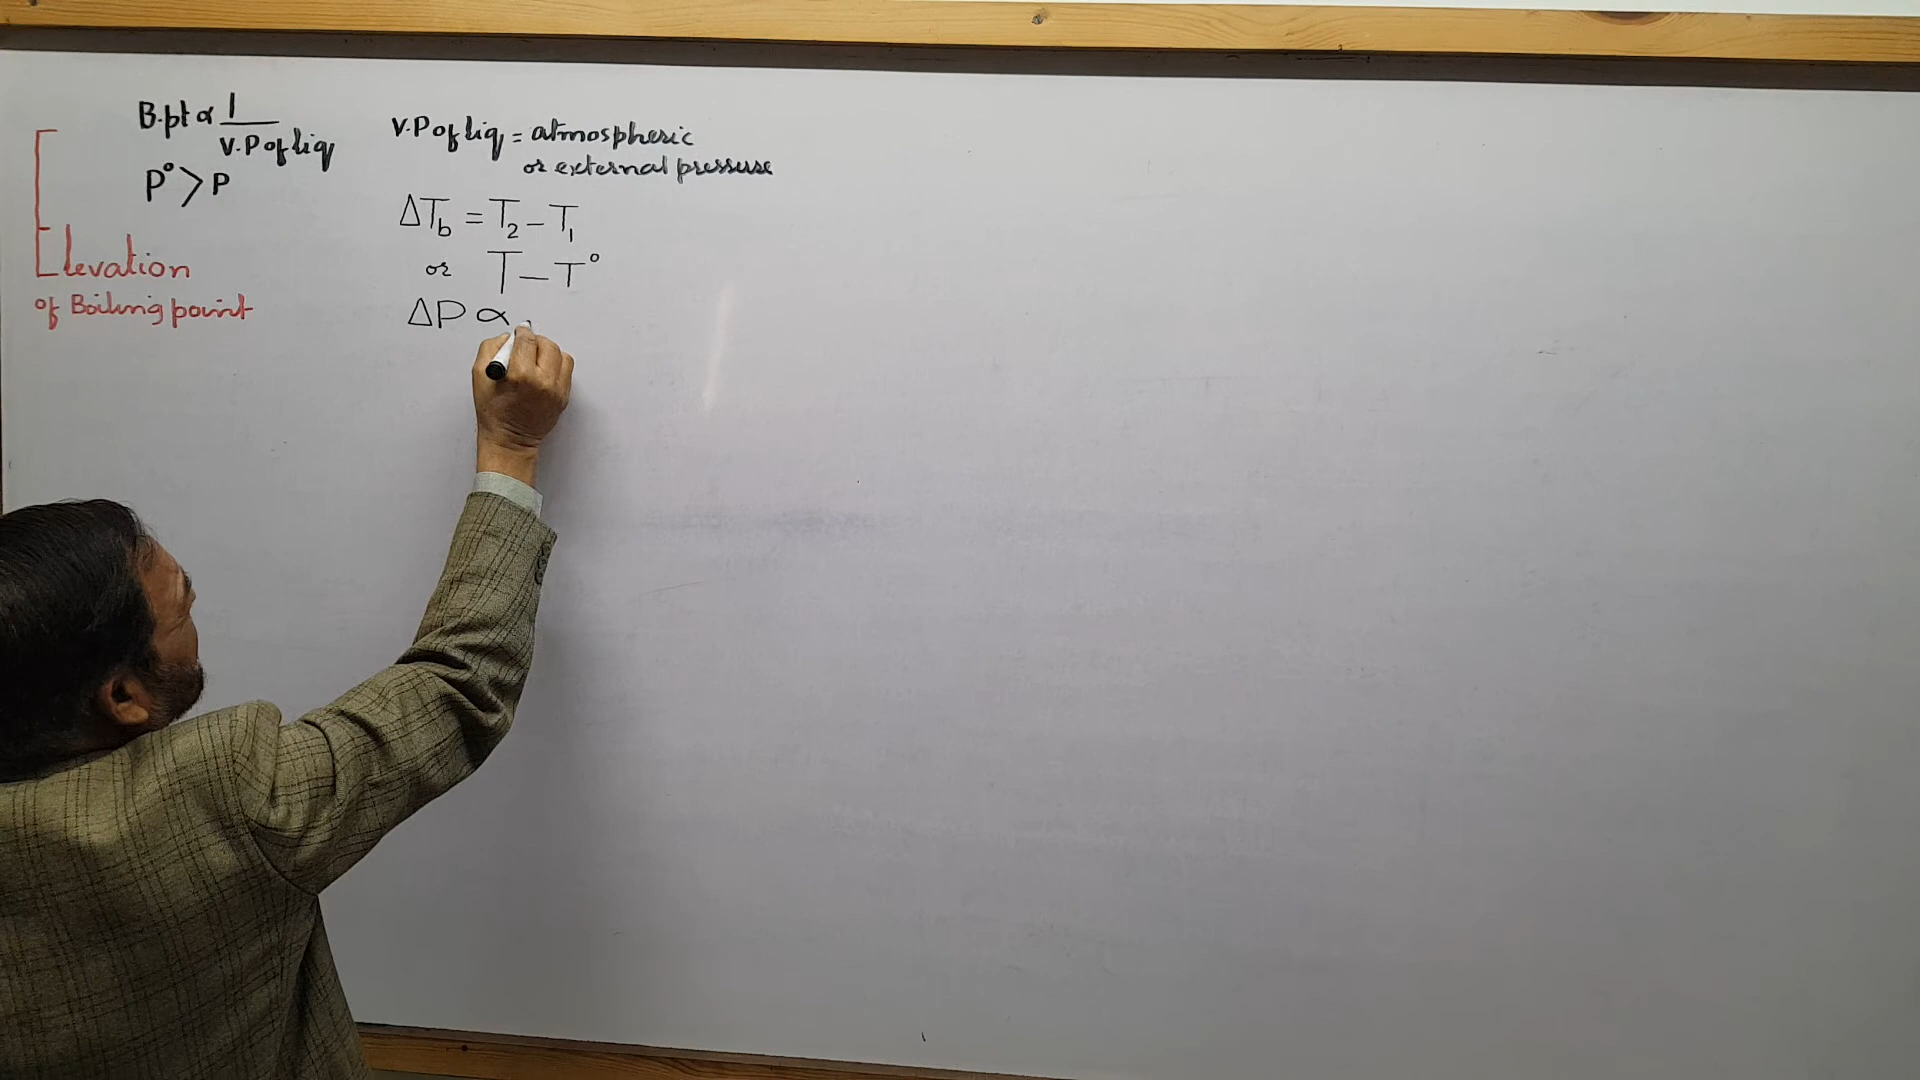 B.pt ∝ 1
V.P of liq
P° > P
Elevation
of Boiling point
V.P of liq = atmospheric
or external pressure
ΔT_b = T_2 - T_1
or T - T°
ΔP ∝